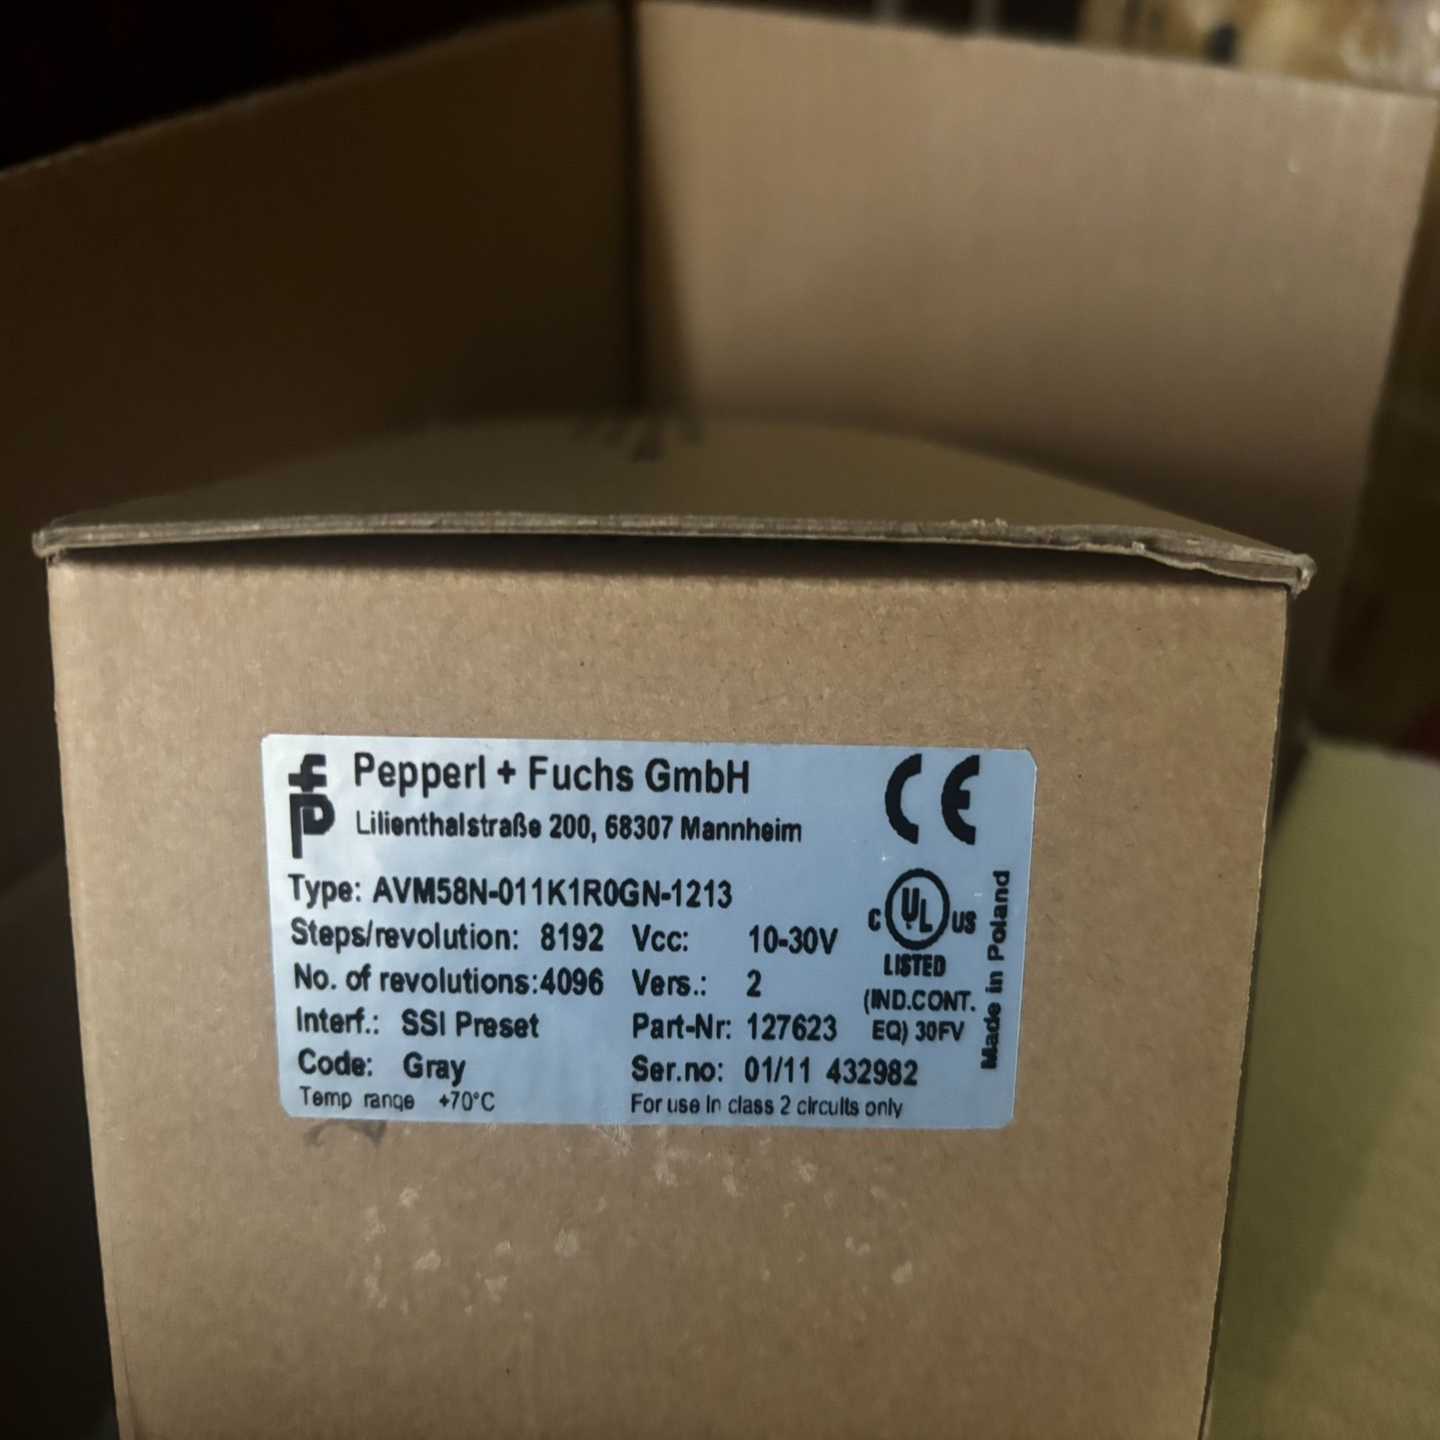 Pepperl + Fuchs GmbH
Lilienthalstraße 200, 68307 Mannheim
CE
Type: AVM58N-011K1R0GN-1213
Steps/revolution: 8192 Vcc: 10-30V
No. of revolutions:4096 Vers.: 2
Interf.: SSI Preset Part-Nr: 127623
Code: Gray Ser.no: 01/11 432982
Temp range +70°C For use in class 2 circuits only
C UL US
LISTED
(IND.CONT.
EQ) 30FV
Made in Poland